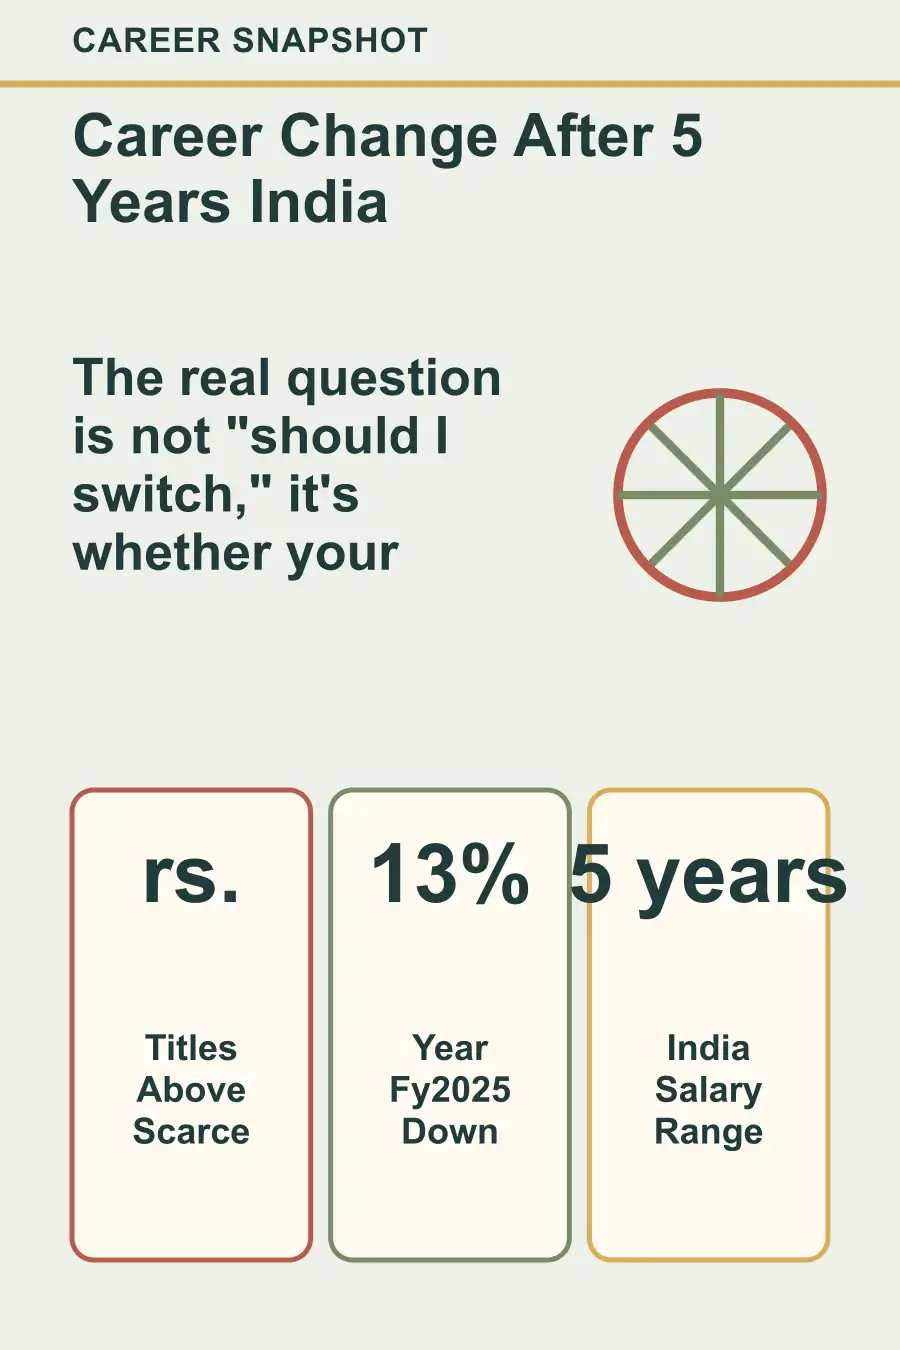 CAREER SNAPSHOT
Career Change After 5
Years India
The real question
is not "should I
switch," it's
whether your
rs.
Titles
Above
Scarce
13%
Year
Fy2025
Down
5 years
India
Salary
Range